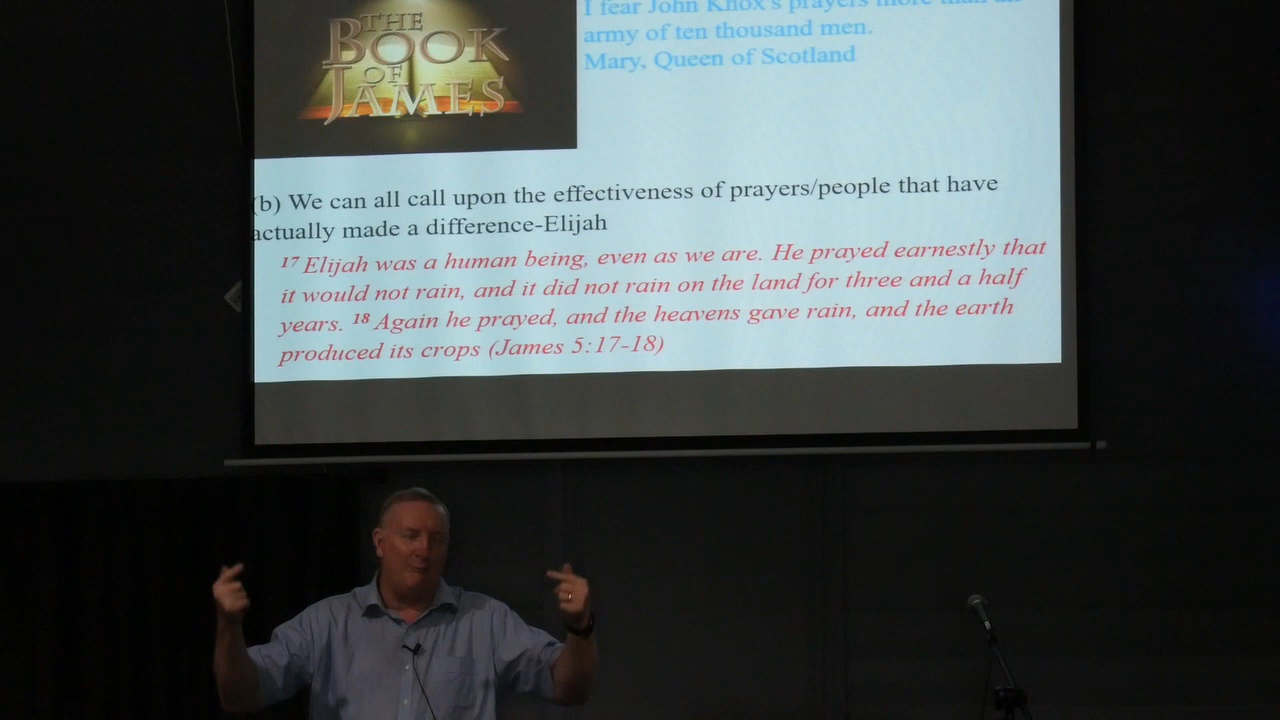 THE
BOOK
OF
JAMES
I fear John Knox's prayers more than an
army of ten thousand men.
Mary, Queen of Scotland
(b) We can all call upon the effectiveness of prayers/people that have
actually made a difference-Elijah
17 Elijah was a human being, even as we are. He prayed earnestly that
it would not rain, and it did not rain on the land for three and a half
years. 18 Again he prayed, and the heavens gave rain, and the earth
produced its crops (James 5:17-18)